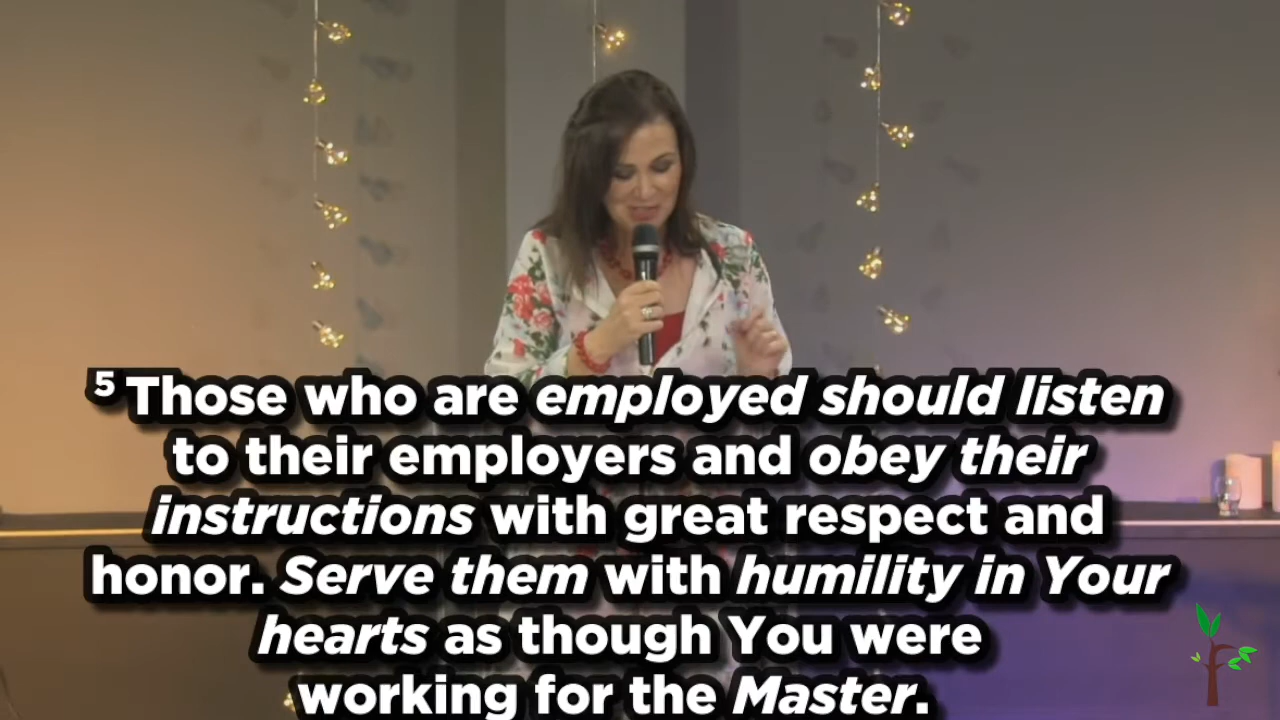 ⁵ Those who are employed should listen
to their employers and obey their
instructions with great respect and
honor. Serve them with humility in Your
hearts as though You were
working for the Master.